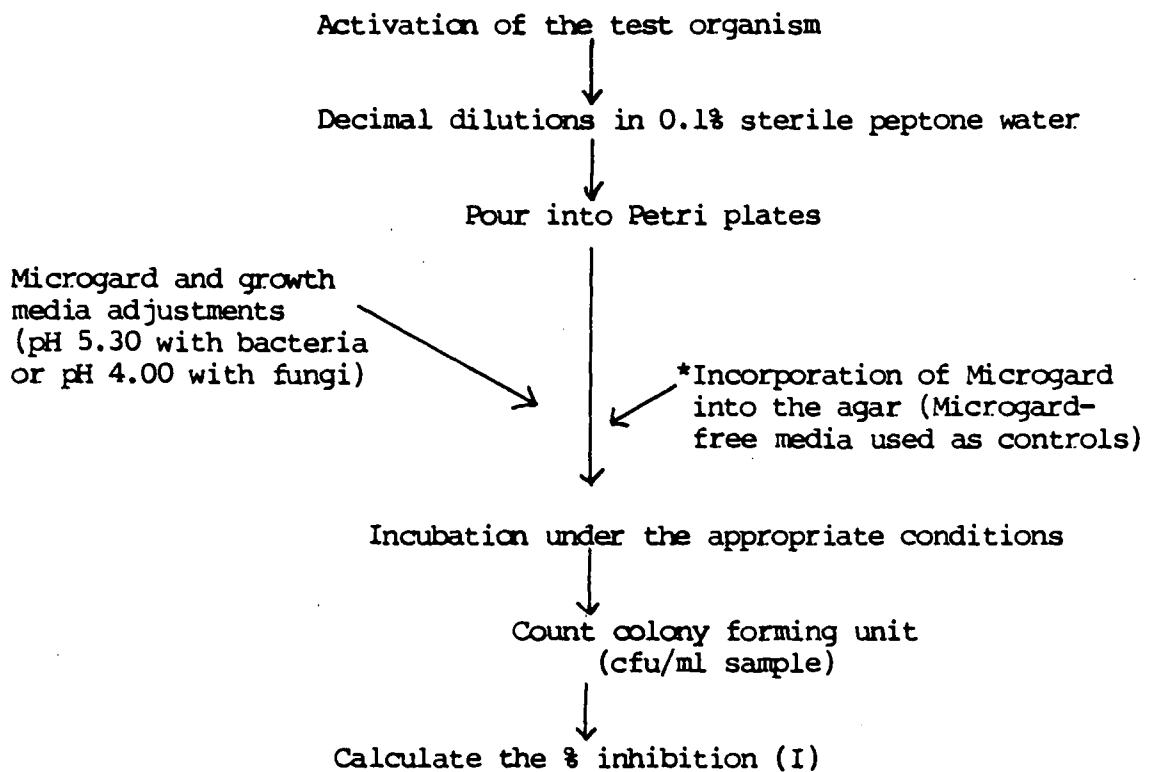 Activation of the test organism
Decimal dilutions in 0.1% sterile peptone water
Pour into Petri plates
Microgard and growth
media adjustments
(pH 5.30 with bacteria
or pH 4.00 with fungi)
*Incorporation of Microgard
into the agar (Microgard-
free media used as controls)
Incubation under the appropriate conditions
Count colony forming unit
(cfu/ml sample)
Calculate the % inhibition (I)